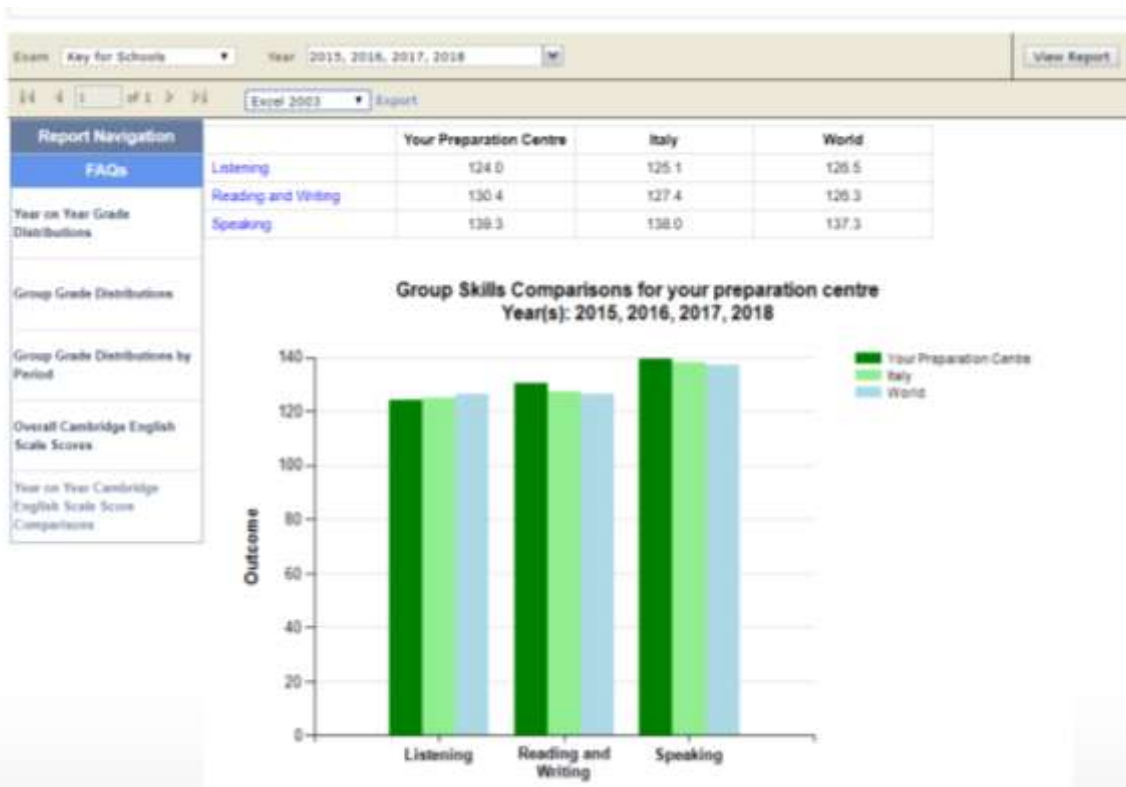 Exam Key for Schools Year 2015, 2016, 2017, 2018 View Report
1 of 1 Excel 2003 Export
Report Navigation
FAQs
Year on Year Grade
Distributions
Group Grade Distributions
Group Grade Distributions by
Period
Overall Cambridge English
Scale Scores
Year on Year Cambridge
English Scale Score
Comparisons
Your Preparation Centre Italy World
Listening 124.0 125.1 126.5
Reading and Writing 130.4 127.4 126.3
Speaking 139.3 138.0 137.3
Group Skills Comparisons for your preparation centre
Year(s): 2015, 2016, 2017, 2018
Your Preparation Centre
Italy
World
Outcome
140
120
100
80
60
40
20
0
Listening
Reading and
Writing
Speaking